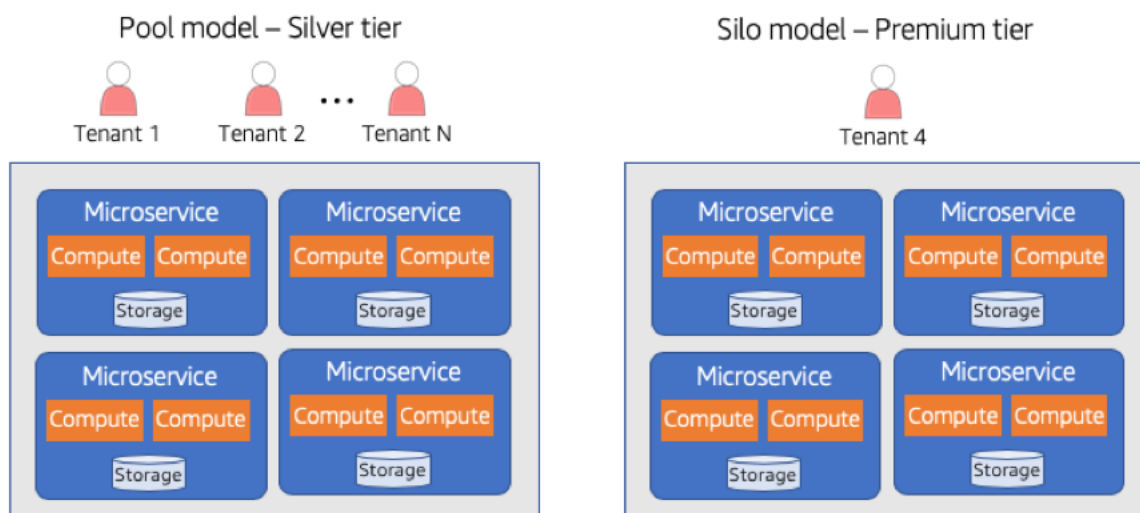 Pool model – Silver tier
Tenant 1
Tenant 2
...
Tenant N
Microservice
Compute
Compute
Storage
Microservice
Compute
Compute
Storage
Microservice
Compute
Compute
Storage
Microservice
Compute
Compute
Storage
Silo model – Premium tier
Tenant 4
Microservice
Compute
Compute
Storage
Microservice
Compute
Compute
Storage
Microservice
Compute
Compute
Storage
Microservice
Compute
Compute
Storage